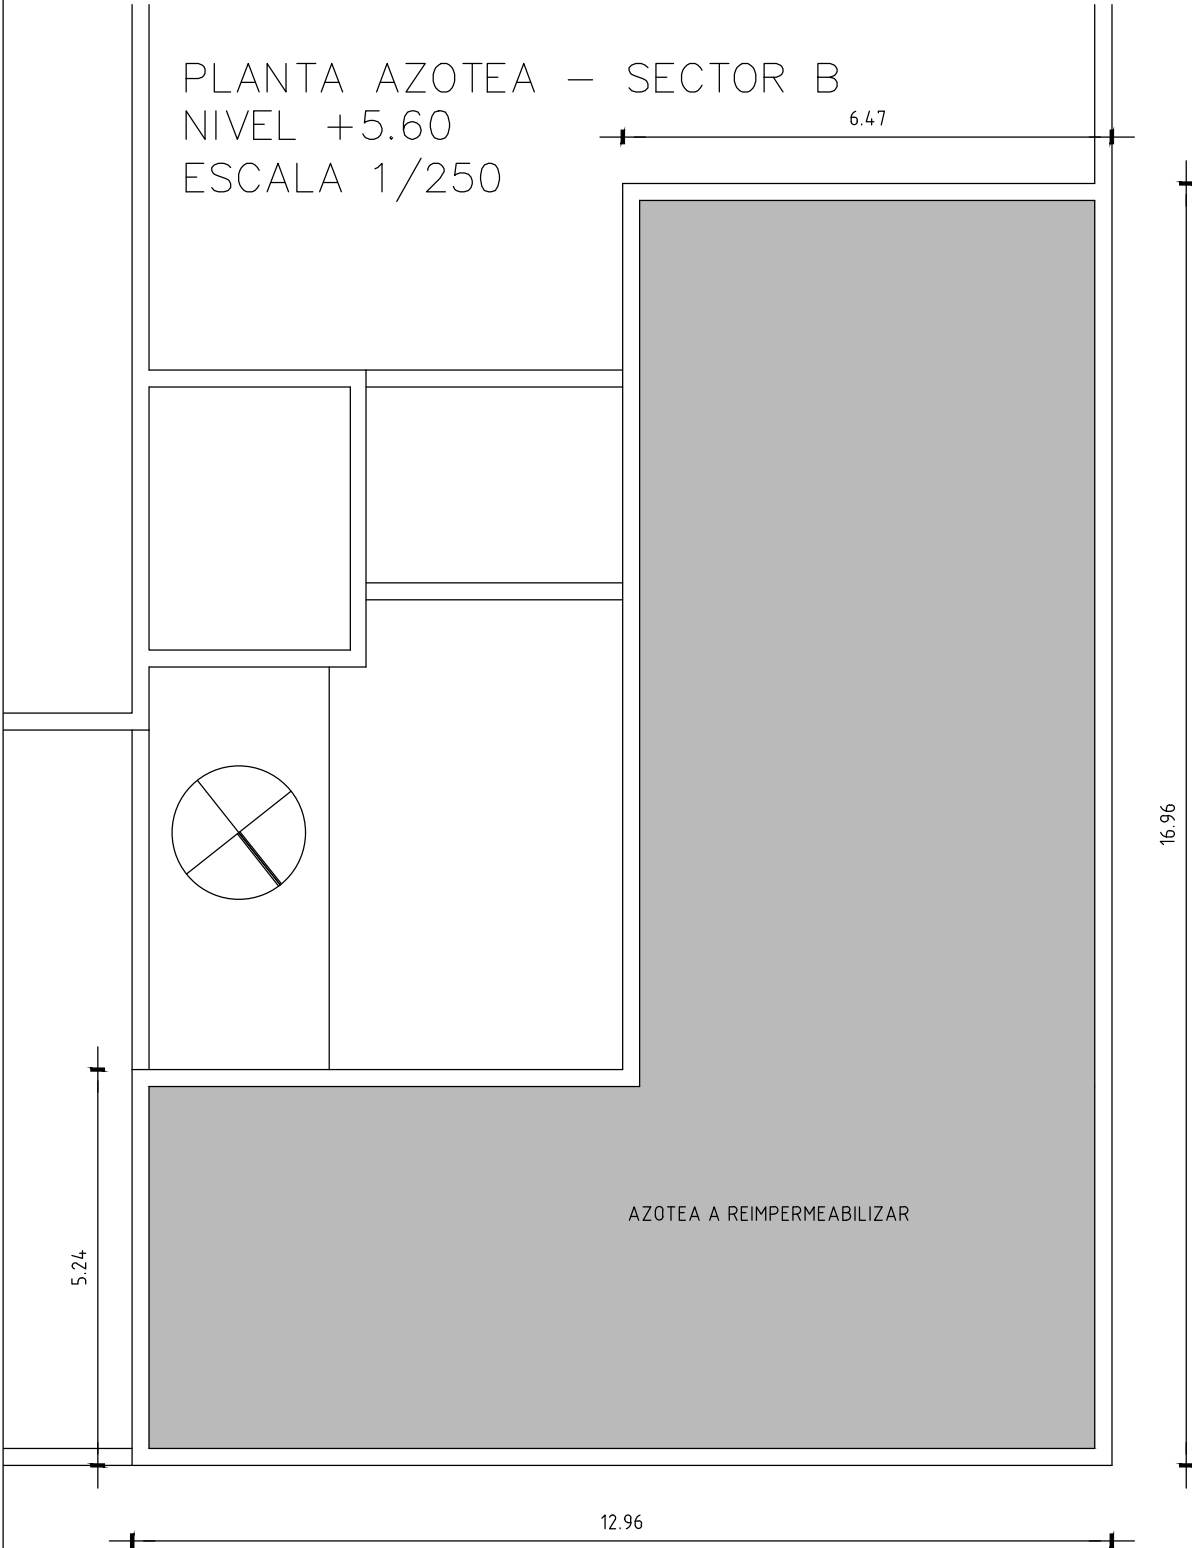 PLANTA AZOTEA – SECTOR B
NIVEL +5.60
ESCALA 1/250
6.47
16.96
AZOTEA A REIMPERMEABILIZAR
5.24
12.96